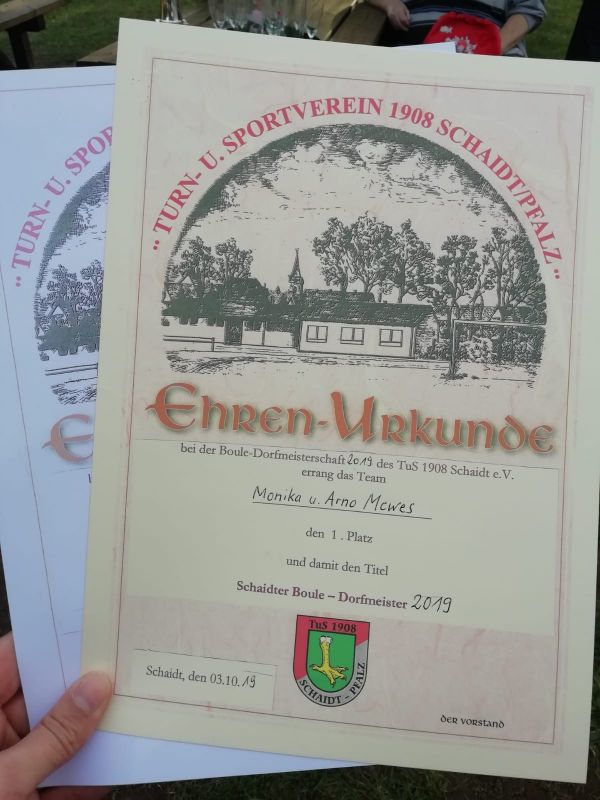 ·· TURN- U. SPORTVEREIN 1908 SCHAIDT/PFALZ ··
Ehren-Urkunde
bei der Boule-Dorfmeisterschaft 2019 des TuS 1908 Schaidt e.V.
errang das Team
Monika u. Arno Mewes
den 1. Platz
und damit den Titel
Schaidter Boule – Dorfmeister 2019
TuS 1908
SCHAIDT - PFALZ
Schaidt, den 03.10.19
DER VORSTAND
·· TURN- U. SPOR
E